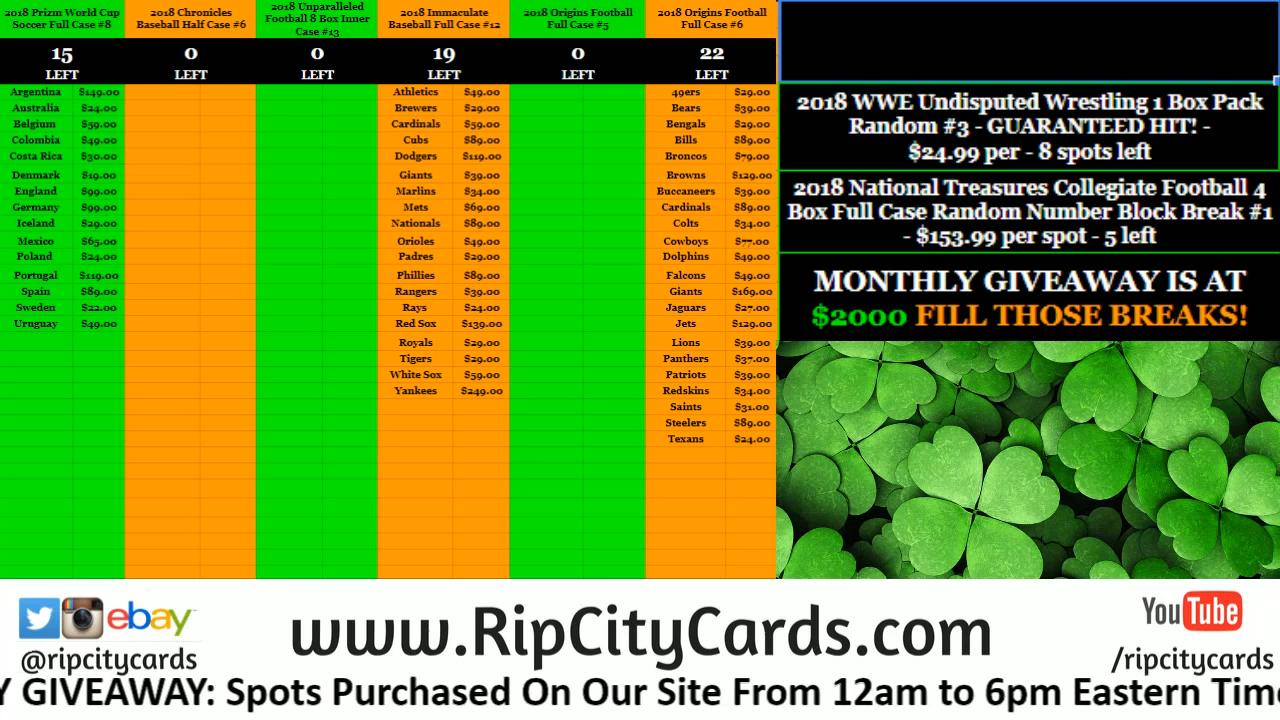 2018 Prizm World Cup
Soccer Full Case #8
15
LEFT
Argentina $149.00
Australia $24.00
Belgium $59.00
Colombia $49.00
Costa Rica $30.00
Denmark $19.00
England $99.00
Germany $99.00
Iceland $29.00
Mexico $65.00
Poland $24.00
Portugal $119.00
Spain $89.00
Sweden $22.00
Uruguay $49.00
2018 Chronicles
Baseball Half Case #6
0
LEFT
2018 Unparalleled
Football 8 Box Inner
Case #13
0
LEFT
2018 Immaculate
Baseball Full Case #12
19
LEFT
Athletics $49.00
Brewers $29.00
Cardinals $59.00
Cubs $89.00
Dodgers $119.00
Giants $39.00
Marlins $34.00
Mets $69.00
Nationals $89.00
Orioles $49.00
Padres $29.00
Phillies $89.00
Rangers $39.00
Rays $24.00
Red Sox $139.00
Royals $29.00
Tigers $29.00
White Sox $59.00
Yankees $249.00
2018 Origins Football
Full Case #5
0
LEFT
2018 Origins Football
Full Case #6
22
LEFT
49ers $29.00
Bears $39.00
Bengals $29.00
Bills $89.00
Broncos $79.00
Browns $129.00
Buccaneers $39.00
Cardinals $89.00
Colts $34.00
Cowboys $77.00
Dolphins $49.00
Falcons $49.00
Giants $169.00
Jaguars $27.00
Jets $129.00
Lions $39.00
Panthers $37.00
Patriots $39.00
Redskins $34.00
Saints $31.00
Steelers $89.00
Texans $24.00
2018 WWE Undisputed Wrestling 1 Box Pack
Random #3 - GUARANTEED HIT! -
$24.99 per - 8 spots left
2018 National Treasures Collegiate Football 4
Box Full Case Random Number Block Break #1
- $153.99 per spot - 5 left
MONTHLY GIVEAWAY IS AT
$2000 FILL THOSE BREAKS!
ebay
@ripcitycards
www.RipCityCards.com
YouTube
/ripcitycards
Y GIVEAWAY: Spots Purchased On Our Site From 12am to 6pm Eastern Time